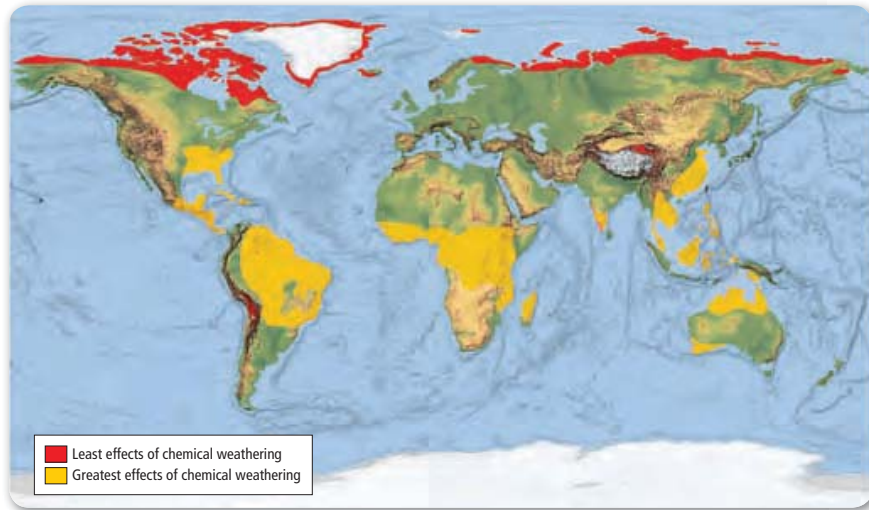 Least effects of chemical weathering
Greatest effects of chemical weathering